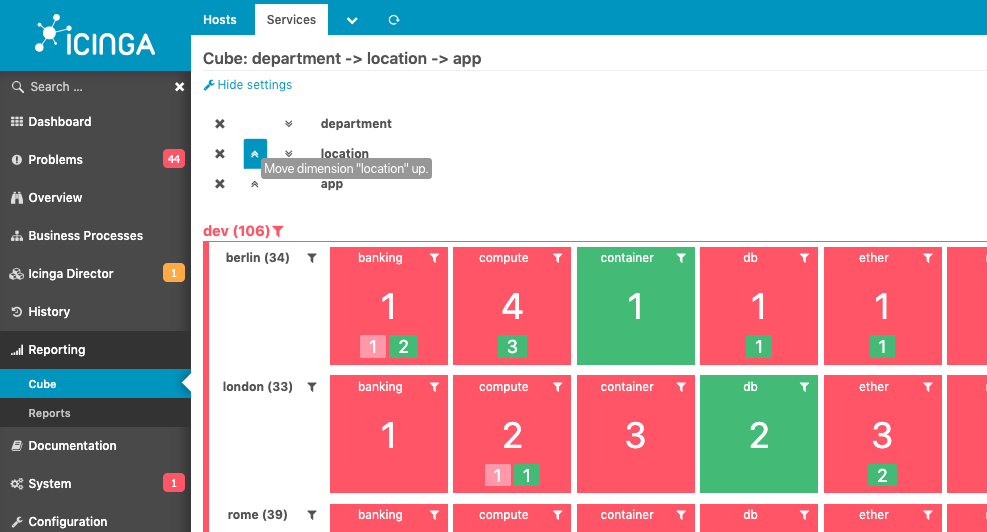 Hosts Services
icinga
Cube: department -> location -> app
Search ...
Hide settings
Dashboard
department
Problems 44
location
Move dimension "location" up.
app
Overview
dev (106)
Business Processes
berlin (34) banking compute container db ether
Icinga Director 1
1 4 1 1 1
History
1 2 3 1 1
Reporting
Cube
london (33) banking compute container db ether
Reports
1 2 3 2 3
Documentation
1 1 2
System 1
rome (39) banking compute container db ether
Configuration